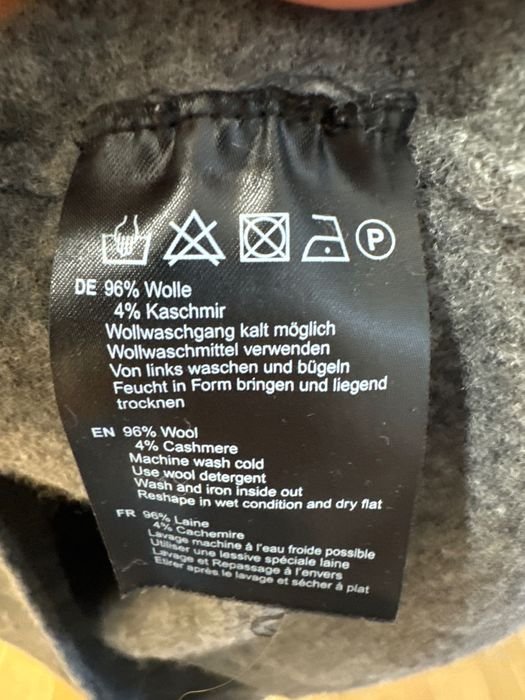 P
DE 96% Wolle
4% Kaschmir
Wollwaschgang kalt möglich
Wollwaschmittel verwenden
Von links waschen und bügeln
Feucht in Form bringen und liegend
trocknen
EN 96% Wool
4% Cashmere
Machine wash cold
Use wool detergent
Wash and iron inside out
Reshape in wet condition and dry flat
FR 96% Laine
4% Cachemire
Lavage machine à l'eau froide possible
Utiliser une lessive spéciale laine
Lavage et Repassage à l'envers
Etirer après le lavage et sécher à plat